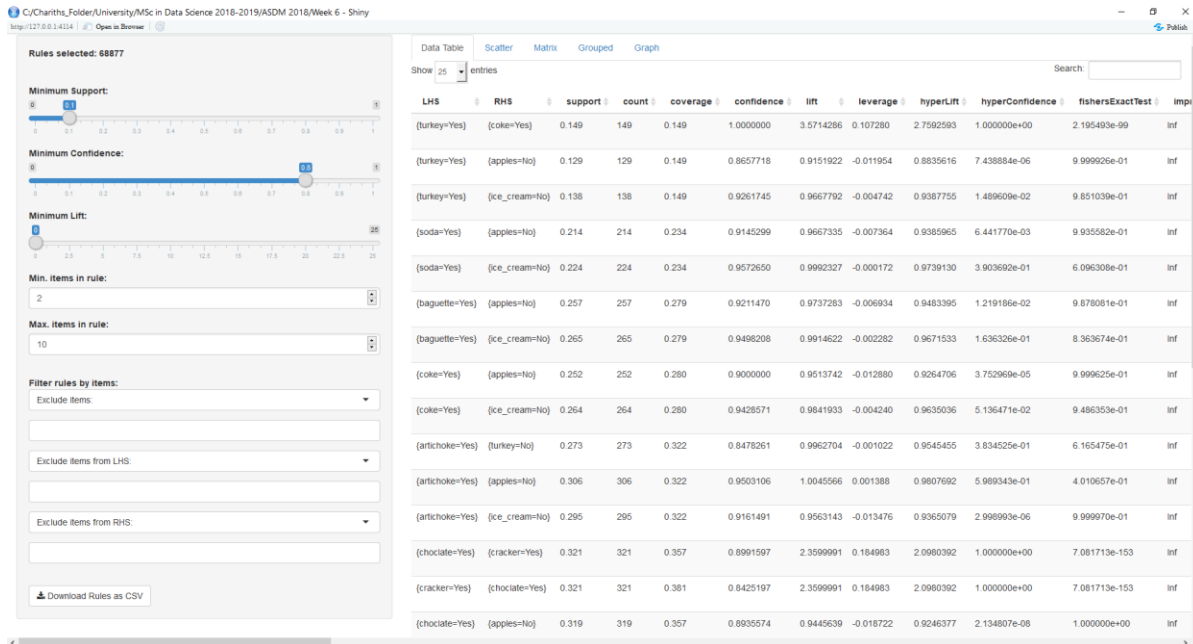 C:/Chariths_Folder/University/MSc in Data Science 2018-2019/ASDM 2018/Week 6 - Shiny
http://127.0.0.1:4114 Open in Browser Publish
Rules selected: 68877
Minimum Support:
0 0.1 1
0 0.1 0.2 0.3 0.4 0.5 0.6 0.7 0.8 0.9 1
Minimum Confidence:
0 0.8 1
0 0.1 0.2 0.3 0.4 0.5 0.6 0.7 0.8 0.9 1
Minimum Lift:
0 25
0 2.5 5 7.5 10 12.5 15 17.5 20 22.5 25
Min. items in rule:
2
Max. items in rule:
10
Filter rules by items:
Exclude items:
Exclude items from LHS:
Exclude items from RHS:
Download Rules as CSV
Data Table Scatter Matrix Grouped Graph
Show 25 entries Search:
LHS RHS support count coverage confidence lift leverage hyperLift hyperConfidence fishersExactTest
{turkey=Yes} {coke=Yes} 0.149 149 0.149 1.0000000 3.5714286 0.107280 2.7592593 1.000000e+00 2.195493e-99 Inf
{turkey=Yes} {apples=No} 0.129 129 0.149 0.8657718 0.9151922 -0.011954 0.8835616 7.438884e-06 9.999926e-01 Inf
{turkey=Yes} {ice_cream=No} 0.138 138 0.149 0.9261745 0.9667792 -0.004742 0.9387755 1.489609e-02 9.851039e-01 Inf
{soda=Yes} {apples=No} 0.214 214 0.234 0.9145299 0.9667335 -0.007364 0.9385965 6.441770e-03 9.935582e-01 Inf
{soda=Yes} {ice_cream=No} 0.224 224 0.234 0.9572650 0.9992327 -0.000172 0.9739130 3.903692e-01 6.096308e-01 Inf
{baguette=Yes} {apples=No} 0.257 257 0.279 0.9211470 0.9737283 -0.006934 0.9483395 1.219186e-02 9.878081e-01 Inf
{baguette=Yes} {ice_cream=No} 0.265 265 0.279 0.9498208 0.9914622 -0.002282 0.9671533 1.636326e-01 8.363674e-01 Inf
{coke=Yes} {apples=No} 0.252 252 0.280 0.9000000 0.9513742 -0.012880 0.9264706 3.752969e-05 9.999625e-01 Inf
{coke=Yes} {ice_cream=No} 0.264 264 0.280 0.9428571 0.9841933 -0.004240 0.9635036 5.136471e-02 9.486353e-01 Inf
{artichoke=Yes} {turkey=No} 0.273 273 0.322 0.8478261 0.9962704 -0.001022 0.9545455 3.834525e-01 6.165475e-01 Inf
{artichoke=Yes} {apples=No} 0.306 306 0.322 0.9503106 1.0045566 0.001388 0.9807692 5.989343e-01 4.010657e-01 Inf
{artichoke=Yes} {ice_cream=No} 0.295 295 0.322 0.9161491 0.9563143 -0.013476 0.9365079 2.998993e-06 9.999970e-01 Inf
{choclate=Yes} {cracker=Yes} 0.321 321 0.357 0.8991597 2.3599991 0.184983 2.0980392 1.000000e+00 7.081713e-153 Inf
{cracker=Yes} {choclate=Yes} 0.321 321 0.381 0.8425197 2.3599991 0.184983 2.0980392 1.000000e+00 7.081713e-153 Inf
{choclate=Yes} {apples=No} 0.319 319 0.357 0.8935574 0.9445639 -0.018722 0.9246377 2.134807e-08 1.000000e+00 Inf